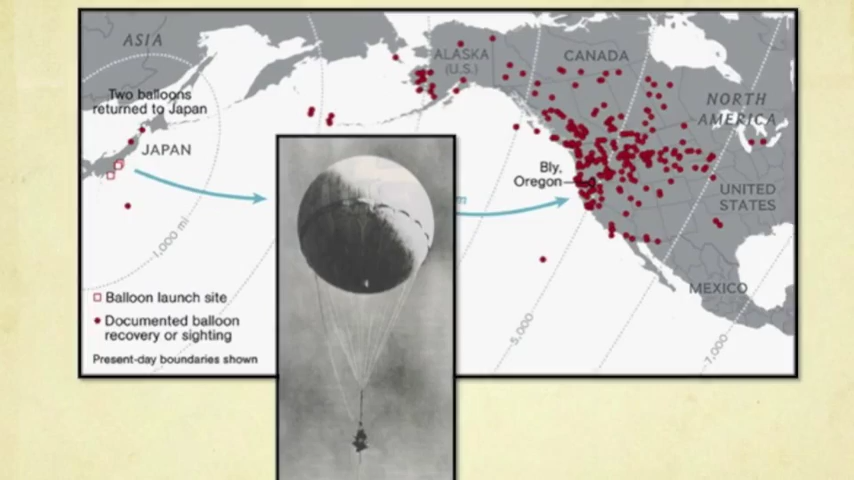 ASIA
ALASKA
(U.S.)
CANADA
Two balloons
returned to Japan
NORTH
AMERICA
JAPAN
Bly,
Oregon
UNITED
STATES
1,000 mi
m
MEXICO
Balloon launch site
Documented balloon
recovery or sighting
Present-day boundaries shown
5,000
7,000